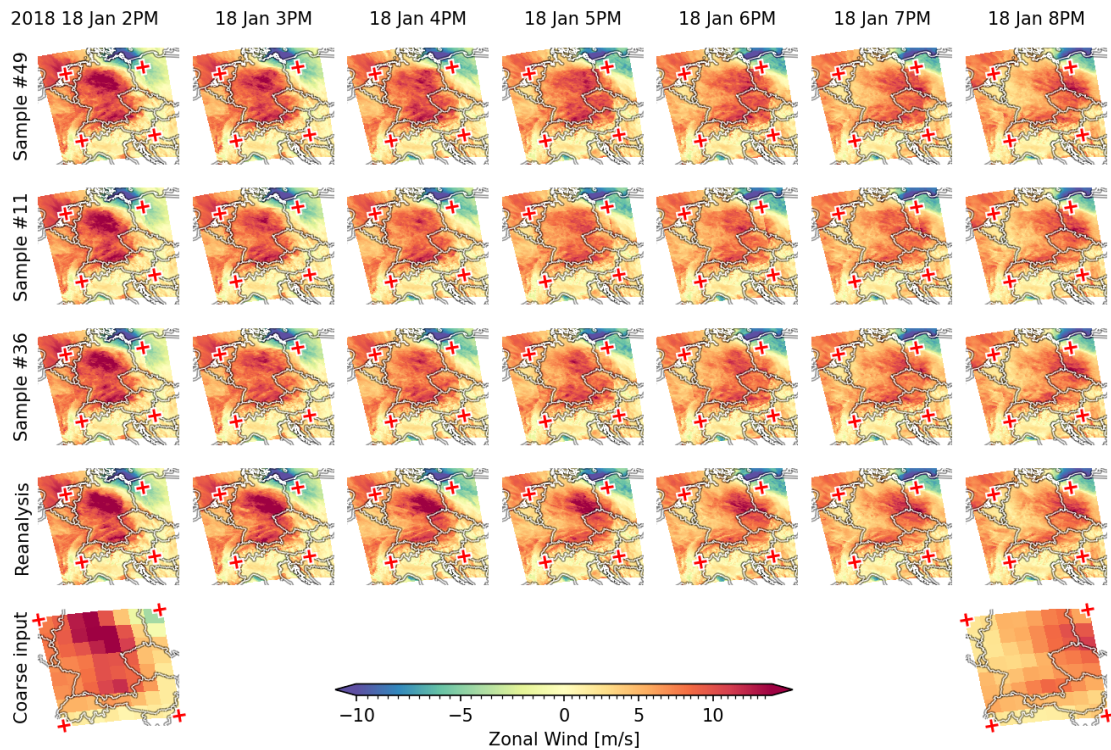 2018 18 Jan 2PM 18 Jan 3PM 18 Jan 4PM 18 Jan 5PM 18 Jan 6PM 18 Jan 7PM 18 Jan 8PM
Sample #49
Sample #11
Sample #36
Reanalysis
Coarse input
−10 −5 0 5 10
Zonal Wind [m/s]